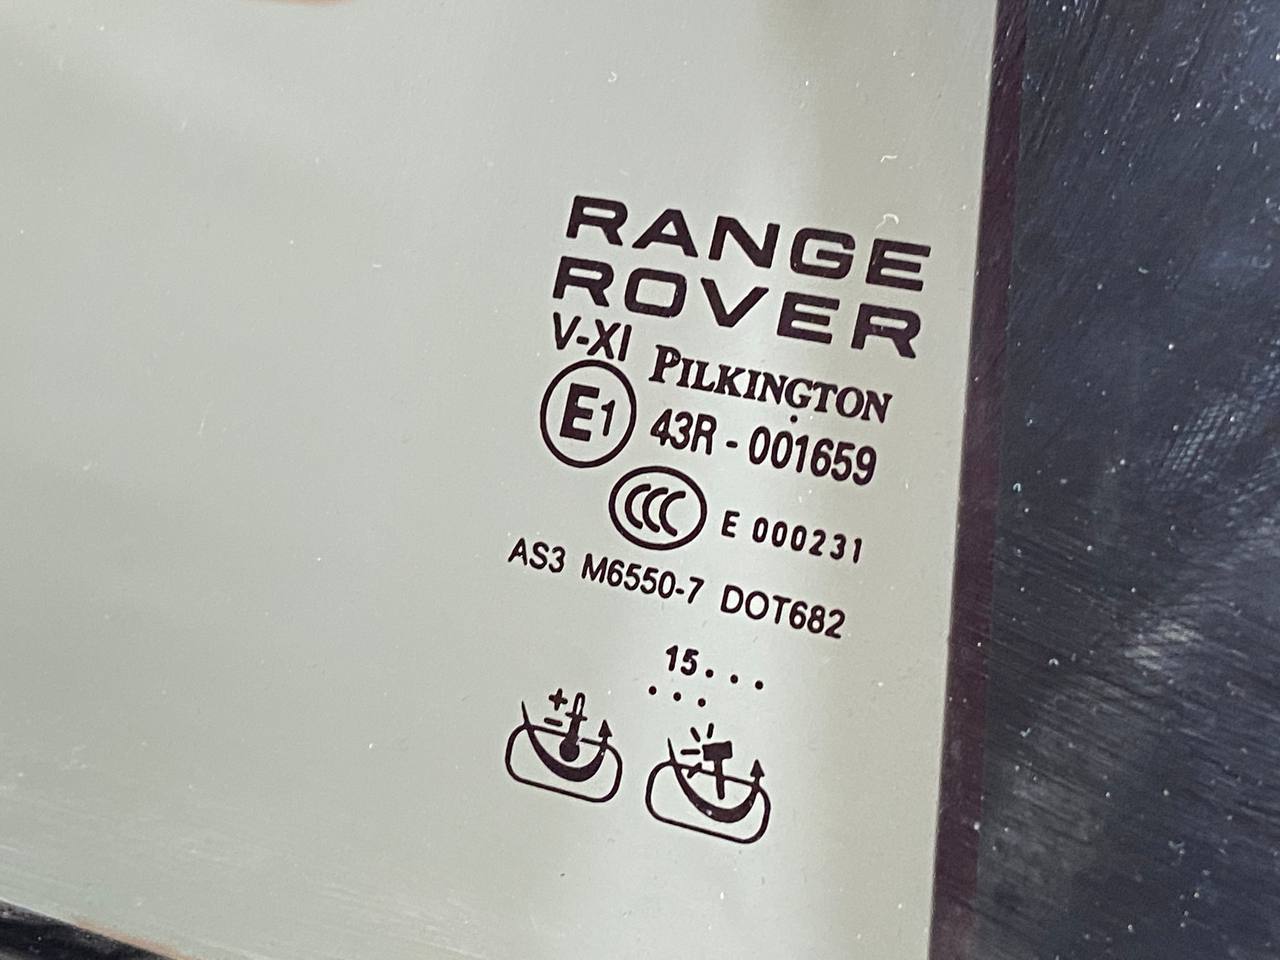 RANGE
ROVER
V-XI PILKINGTON
E1 43R - 001659
CCC E 000231
AS3 M6550-7 DOT682
15...
...